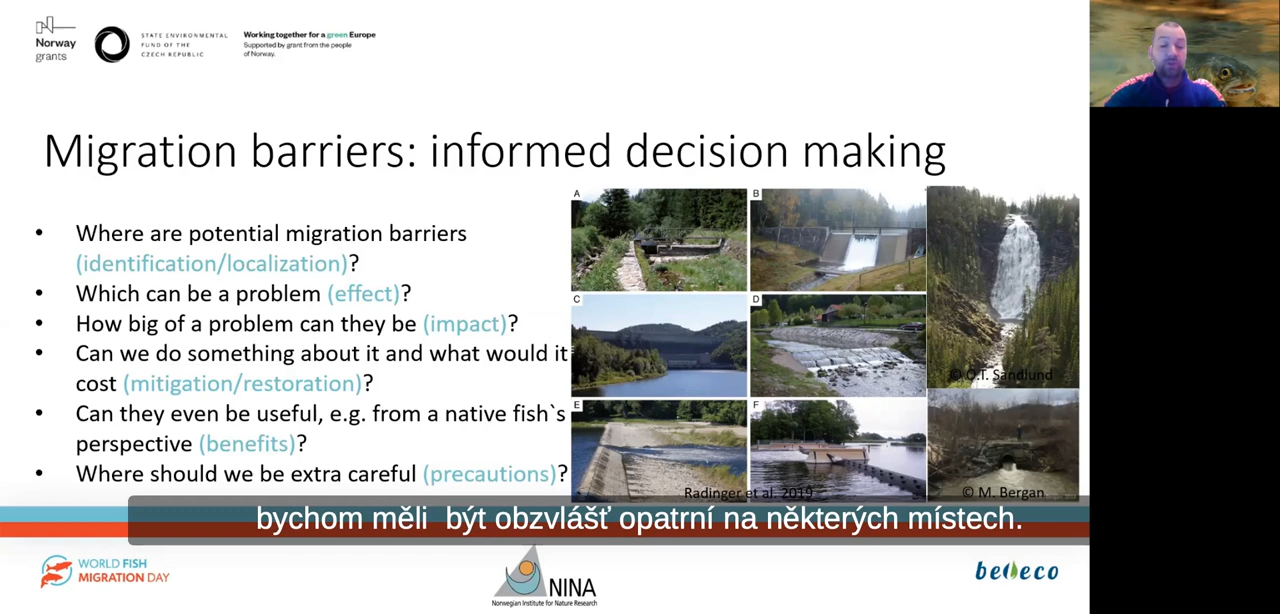 Norway
grants
STATE ENVIRONMENTAL
FUND OF THE
CZECH REPUBLIC
Working together for a green Europe
Supported by grant from the people
of Norway.
Migration barriers: informed decision making
• Where are potential migration barriers
(identification/localization)?
• Which can be a problem (effect)?
• How big of a problem can they be (impact)?
• Can we do something about it and what would it
cost (mitigation/restoration)?
• Can they even be useful, e.g. from a native fish`s
perspective (benefits)?
• Where should we be extra careful (precautions)?
A
B
C
D
E
F
© O.T. Sandlund
Radinger et al. 2019
© M. Bergan
bychom měli být obzvlášť opatrní na některých místech.
WORLD FISH
MIGRATION DAY
NINA
Norwegian Institute for Nature Research
beleco